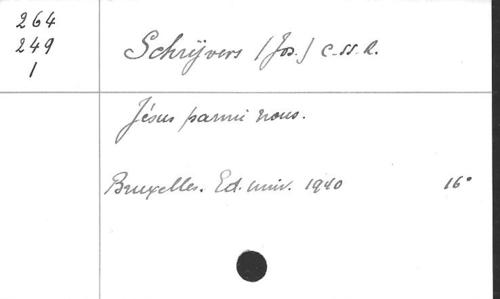 264
249
1
Schrijvers (Jos.) C.ss.R.
Jésus parmi nous.
Bruxelles. Ed. univ. 1940 16°